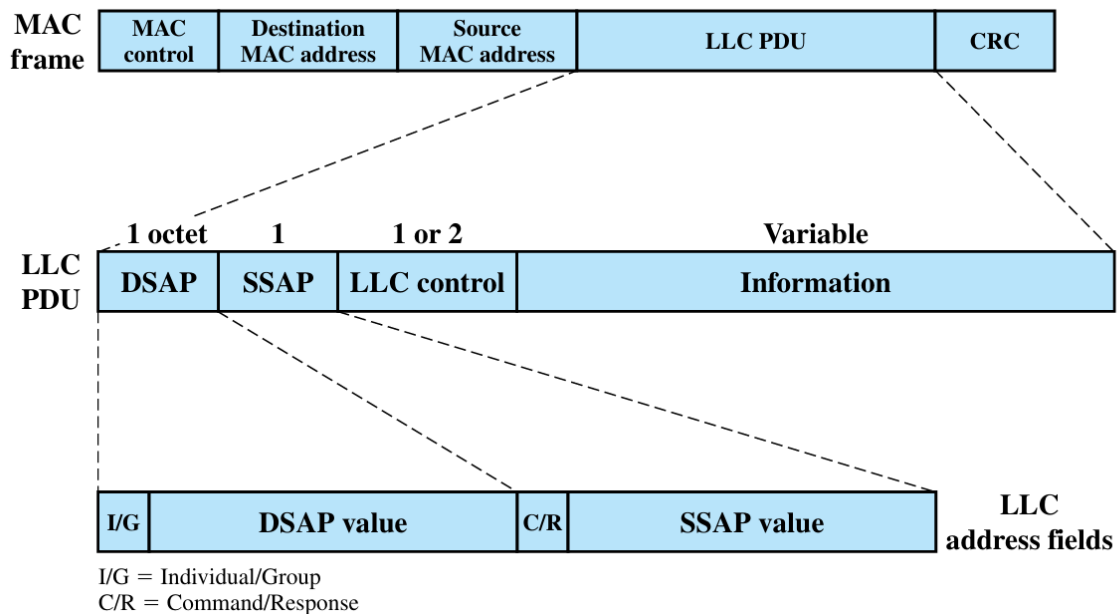 MAC
frame
MAC
control
Destination
MAC address
Source
MAC address
LLC PDU
CRC
1 octet
1
1 or 2
Variable
LLC
PDU
DSAP
SSAP
LLC control
Information
I/G
DSAP value
C/R
SSAP value
LLC
address fields
I/G = Individual/Group
C/R = Command/Response